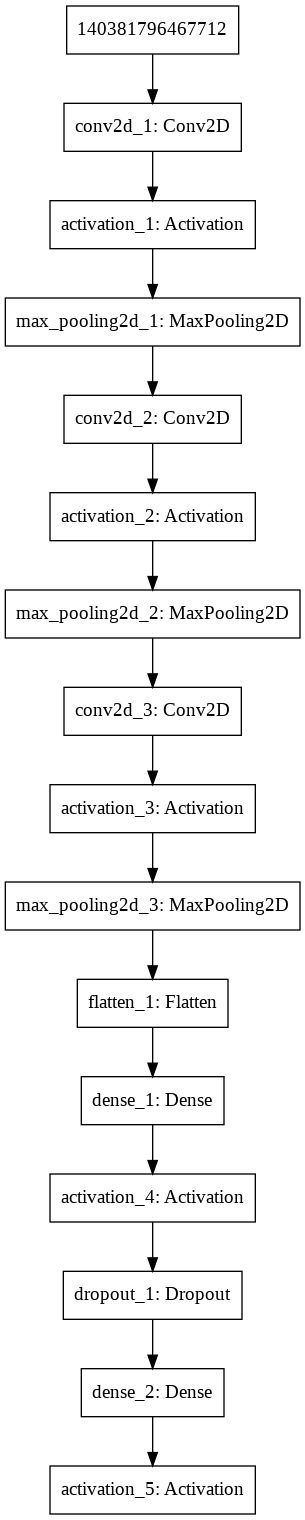 140381796467712
conv2d_1: Conv2D
activation_1: Activation
max_pooling2d_1: MaxPooling2D
conv2d_2: Conv2D
activation_2: Activation
max_pooling2d_2: MaxPooling2D
conv2d_3: Conv2D
activation_3: Activation
max_pooling2d_3: MaxPooling2D
flatten_1: Flatten
dense_1: Dense
activation_4: Activation
dropout_1: Dropout
dense_2: Dense
activation_5: Activation